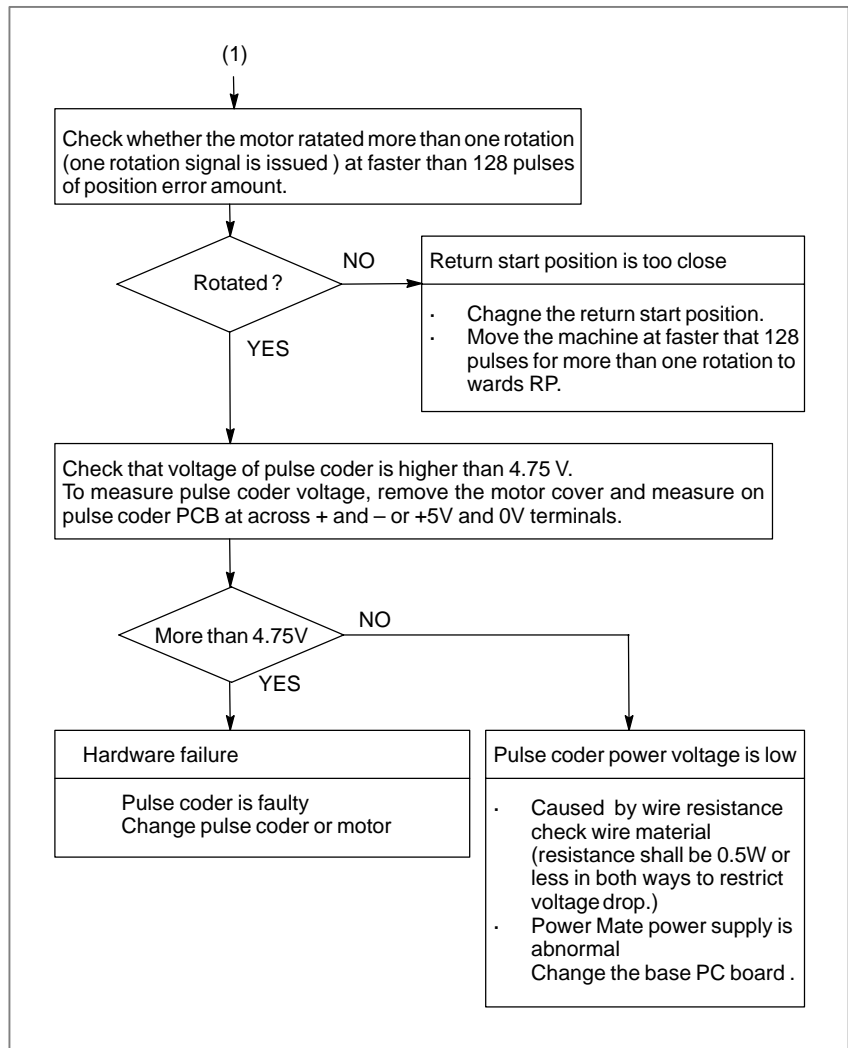 (1)
Check whether the motor ratated more than one rotation
(one rotation signal is issued ) at faster than 128 pulses
of position error amount.
Rotated ?
NO
YES
Return start position is too close
· Chagne the return start position.
· Move the machine at faster that 128
pulses for more than one rotation to
wards RP.
Check that voltage of pulse coder is higher than 4.75 V.
To measure pulse coder voltage, remove the motor cover and measure on
pulse coder PCB at across + and – or +5V and 0V terminals.
More than 4.75V
NO
YES
Hardware failure
Pulse coder is faulty
Change pulse coder or motor
Pulse coder power voltage is low
· Caused by wire resistance
check wire material
(resistance shall be 0.5W or
less in both ways to restrict
voltage drop.)
· Power Mate power supply is
abnormal
Change the base PC board .